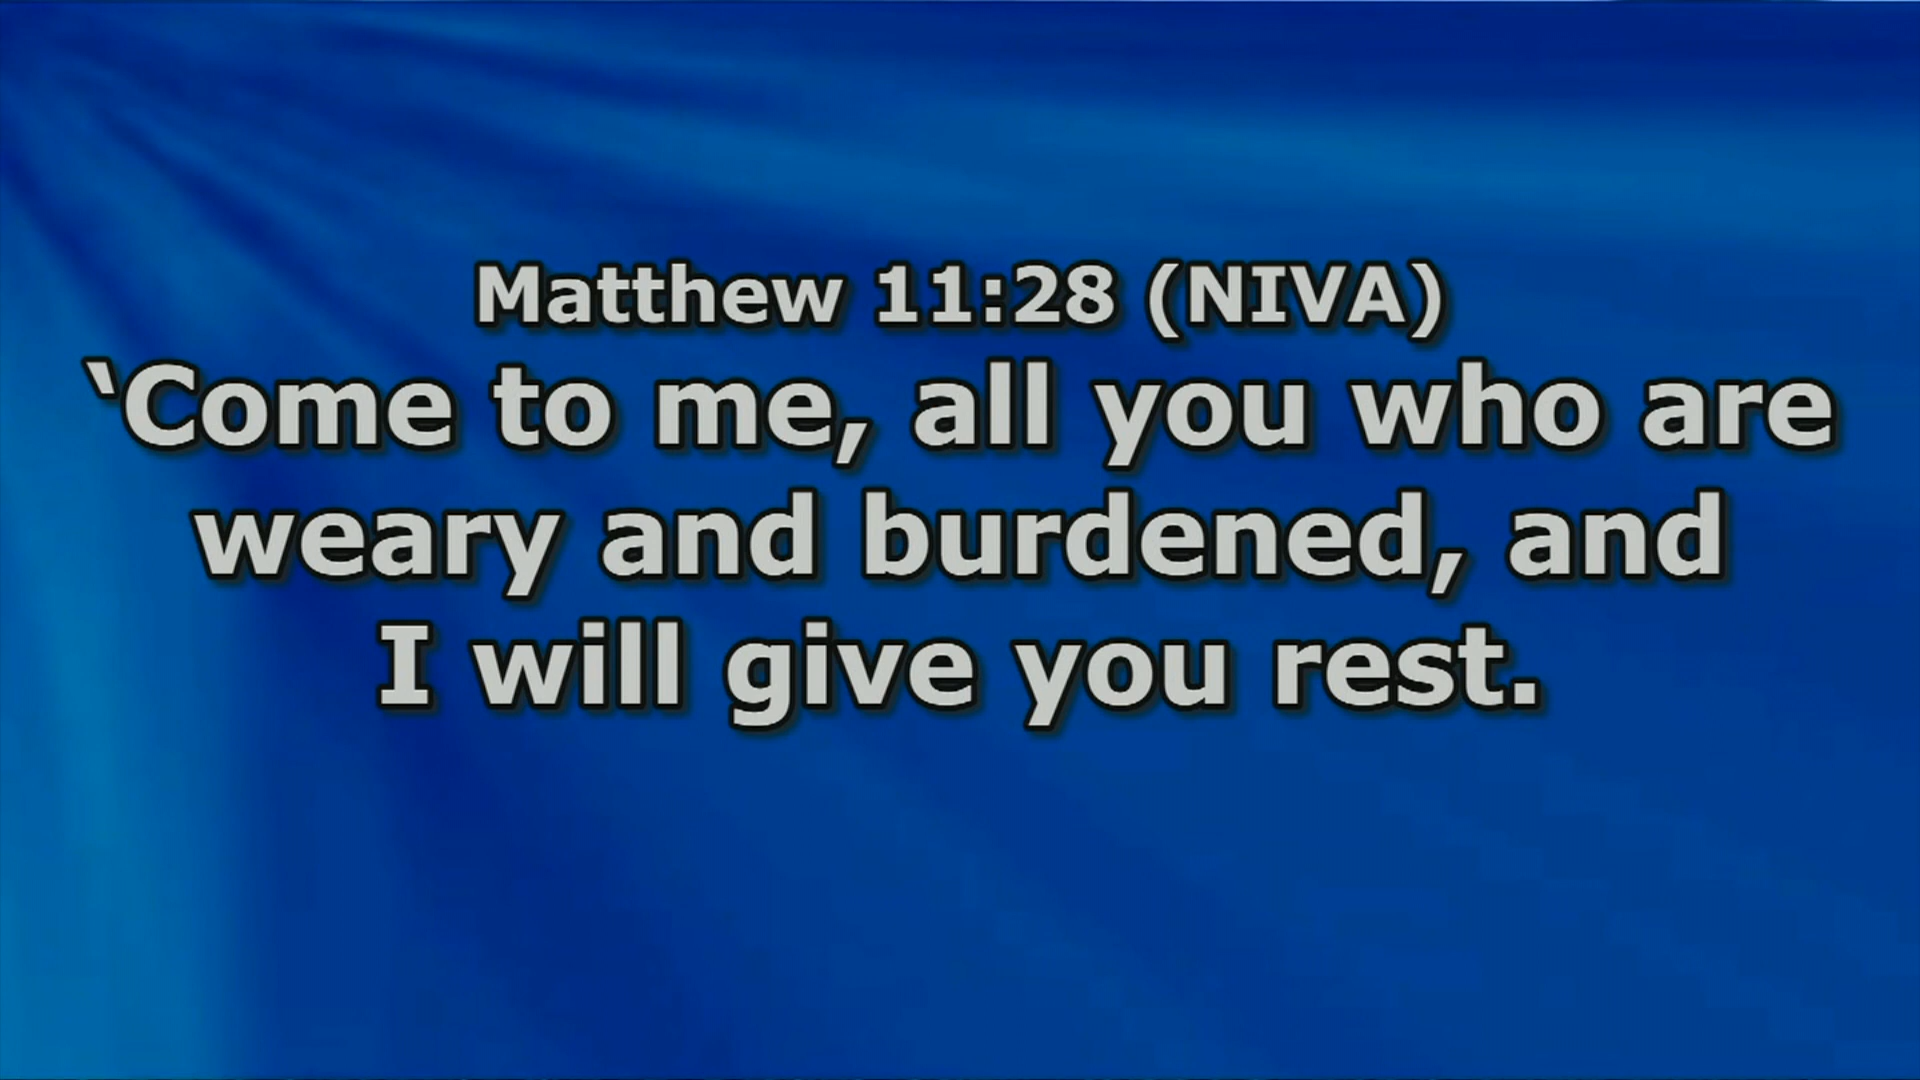 Matthew 11:28 (NIVA)
‘Come to me, all you who are
weary and burdened, and
I will give you rest.